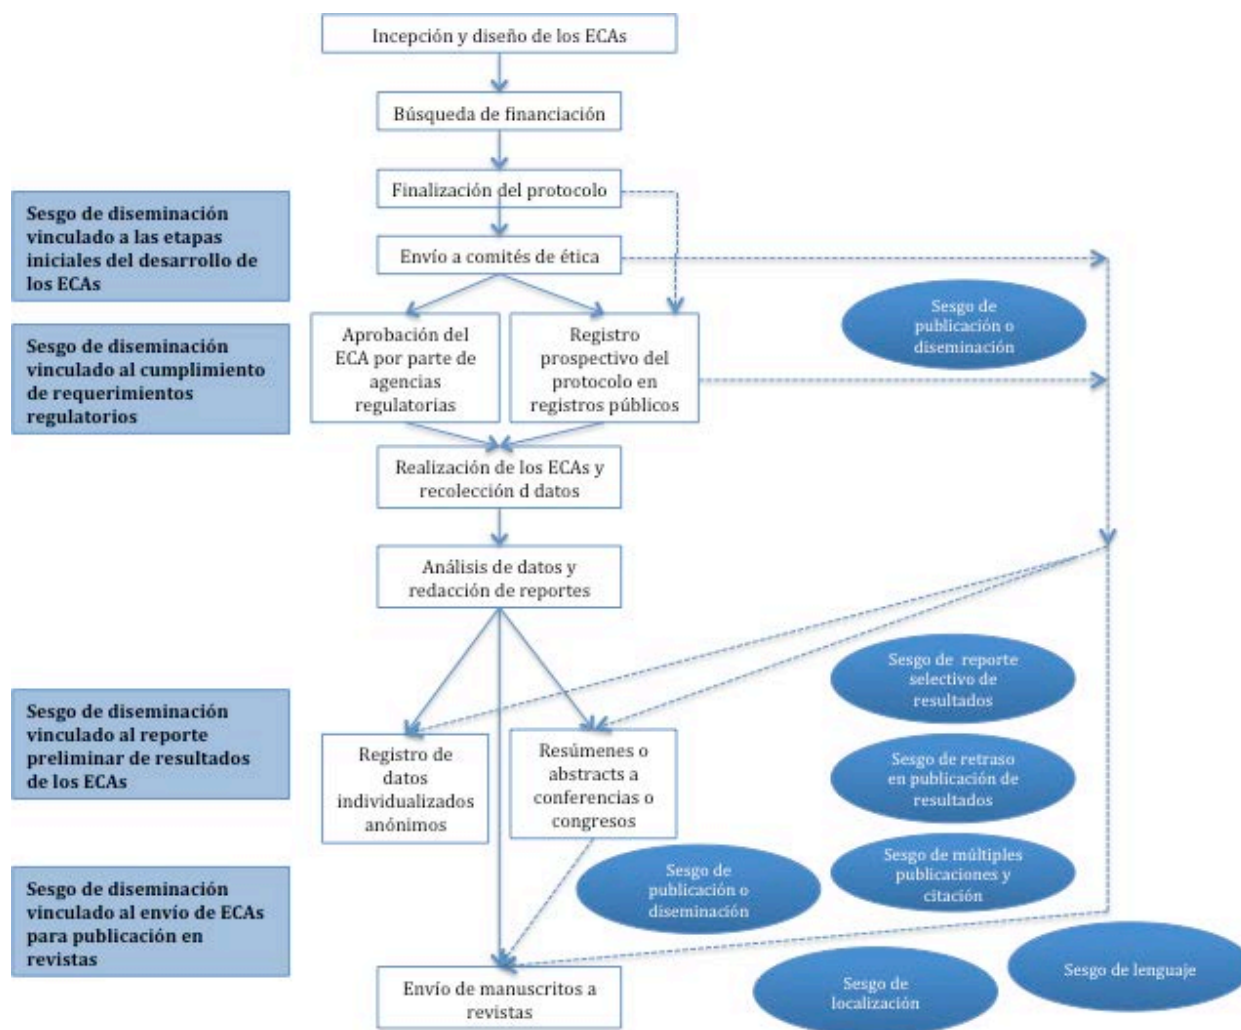 Incepción y diseño de los ECAs
Búsqueda de financiación
Finalización del protocolo
Sesgo de diseminación
vinculado a las etapas
iniciales del desarrollo de
los ECAs
Envío a comités de ética
Sesgo de
publicación o
diseminación
Sesgo de diseminación
vinculado al cumplimiento
de requerimientos
regulatorios
Aprobación del
ECA por parte de
agencias
regulatorias
Registro
prospectivo del
protocolo en
registros públicos
Realización de los ECAs y
recolección d datos
Análisis de datos y
redacción de reportes
Sesgo de reporte
selectivo de
resultados
Sesgo de diseminación
vinculado al reporte
preliminar de resultados
de los ECAs
Registro de
datos
individualizados
anónimos
Resúmenes o
abstracts a
conferencias o
congresos
Sesgo de retraso
en publicación de
resultados
Sesgo de múltiples
publicaciones y
citación
Sesgo de
publicación o
diseminación
Sesgo de diseminación
vinculado al envío de ECAs
para publicación en
revistas
Sesgo de lenguaje
Sesgo de
localización
Envío de manuscritos a
revistas